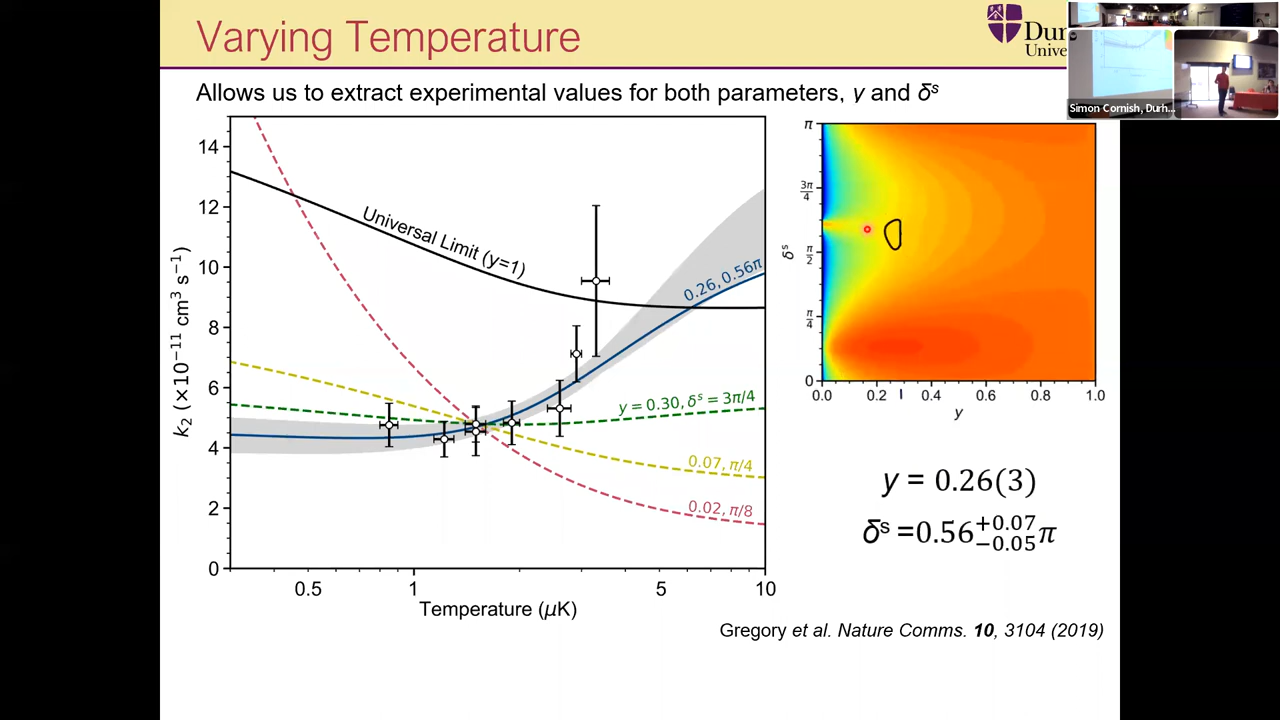 Varying Temperature
Dur
Unive
Simon Cornish, Durh...
Allows us to extract experimental values for both parameters, y and δˢ
k₂ (×10⁻¹¹ cm³ s⁻¹)
14
12
10
8
6
4
2
0
Universal Limit (y=1)
0.26, 0.56π
y = 0.30, δˢ = 3π/4
0.07, π/4
0.02, π/8
0.5
1
5
10
Temperature (μK)
δˢ
π
3π/4
π/2
π/4
0
0.0 0.2 0.4 0.6 0.8 1.0
y
y = 0.26(3)
δˢ =0.56+0.07−0.05π
Gregory et al. Nature Comms. 10, 3104 (2019)